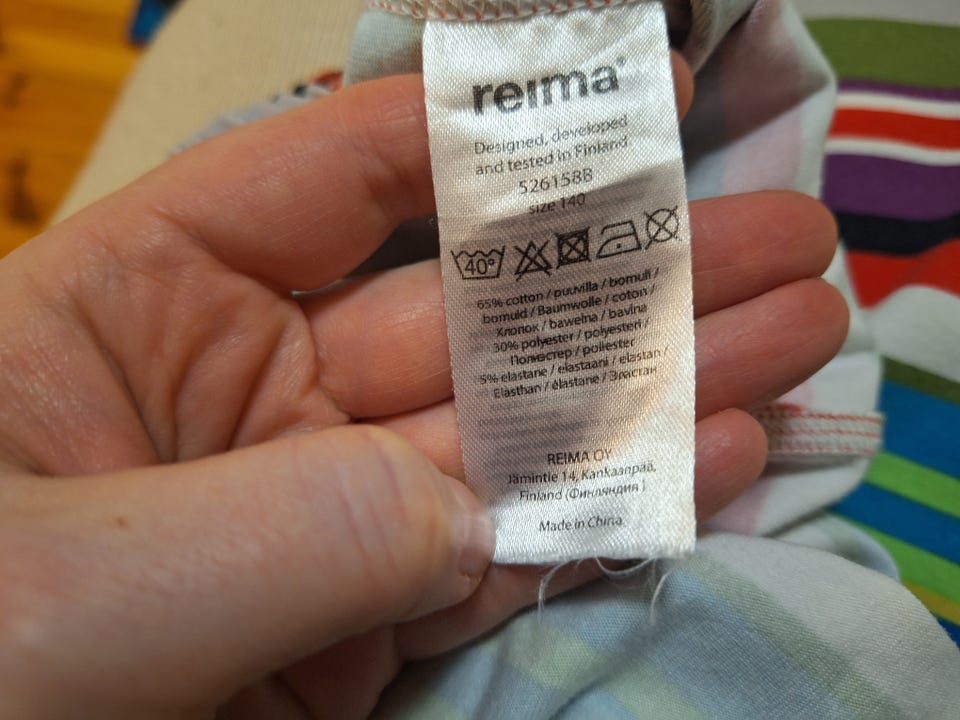 reima
Designed, developed
and tested in Finland
526158B
size 140
40°
65% cotton / puuvilla / bomull /
bomuld / Baumwolle / coton /
Хлопок / bawełna / bavlna
30% polyester / polyesteri /
Полиэстер / poliester
5% elastane / elastaani / elastan /
Elasthan / élastane / Эластан
REIMA OY
Jämintie 14, Kankaanpää,
Finland (Финляндия )
Made in China